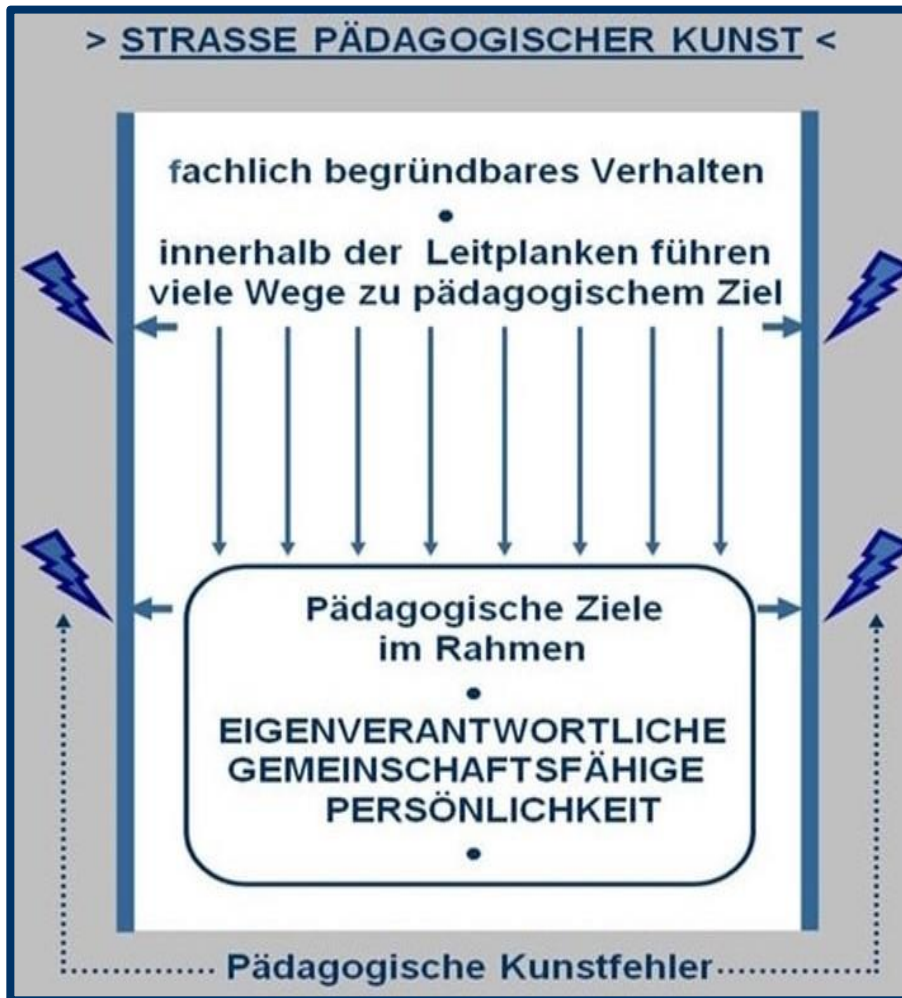 > STRASSE PÄDAGOGISCHER KUNST <
fachlich begründbares Verhalten
•
innerhalb der Leitplanken führen
viele Wege zu pädagogischem Ziel
Pädagogische Ziele
im Rahmen
•
EIGENVERANTWORTLICHE
GEMEINSCHAFTSFÄHIGE
PERSÖNLICHKEIT
•
Pädagogische Kunstfehler